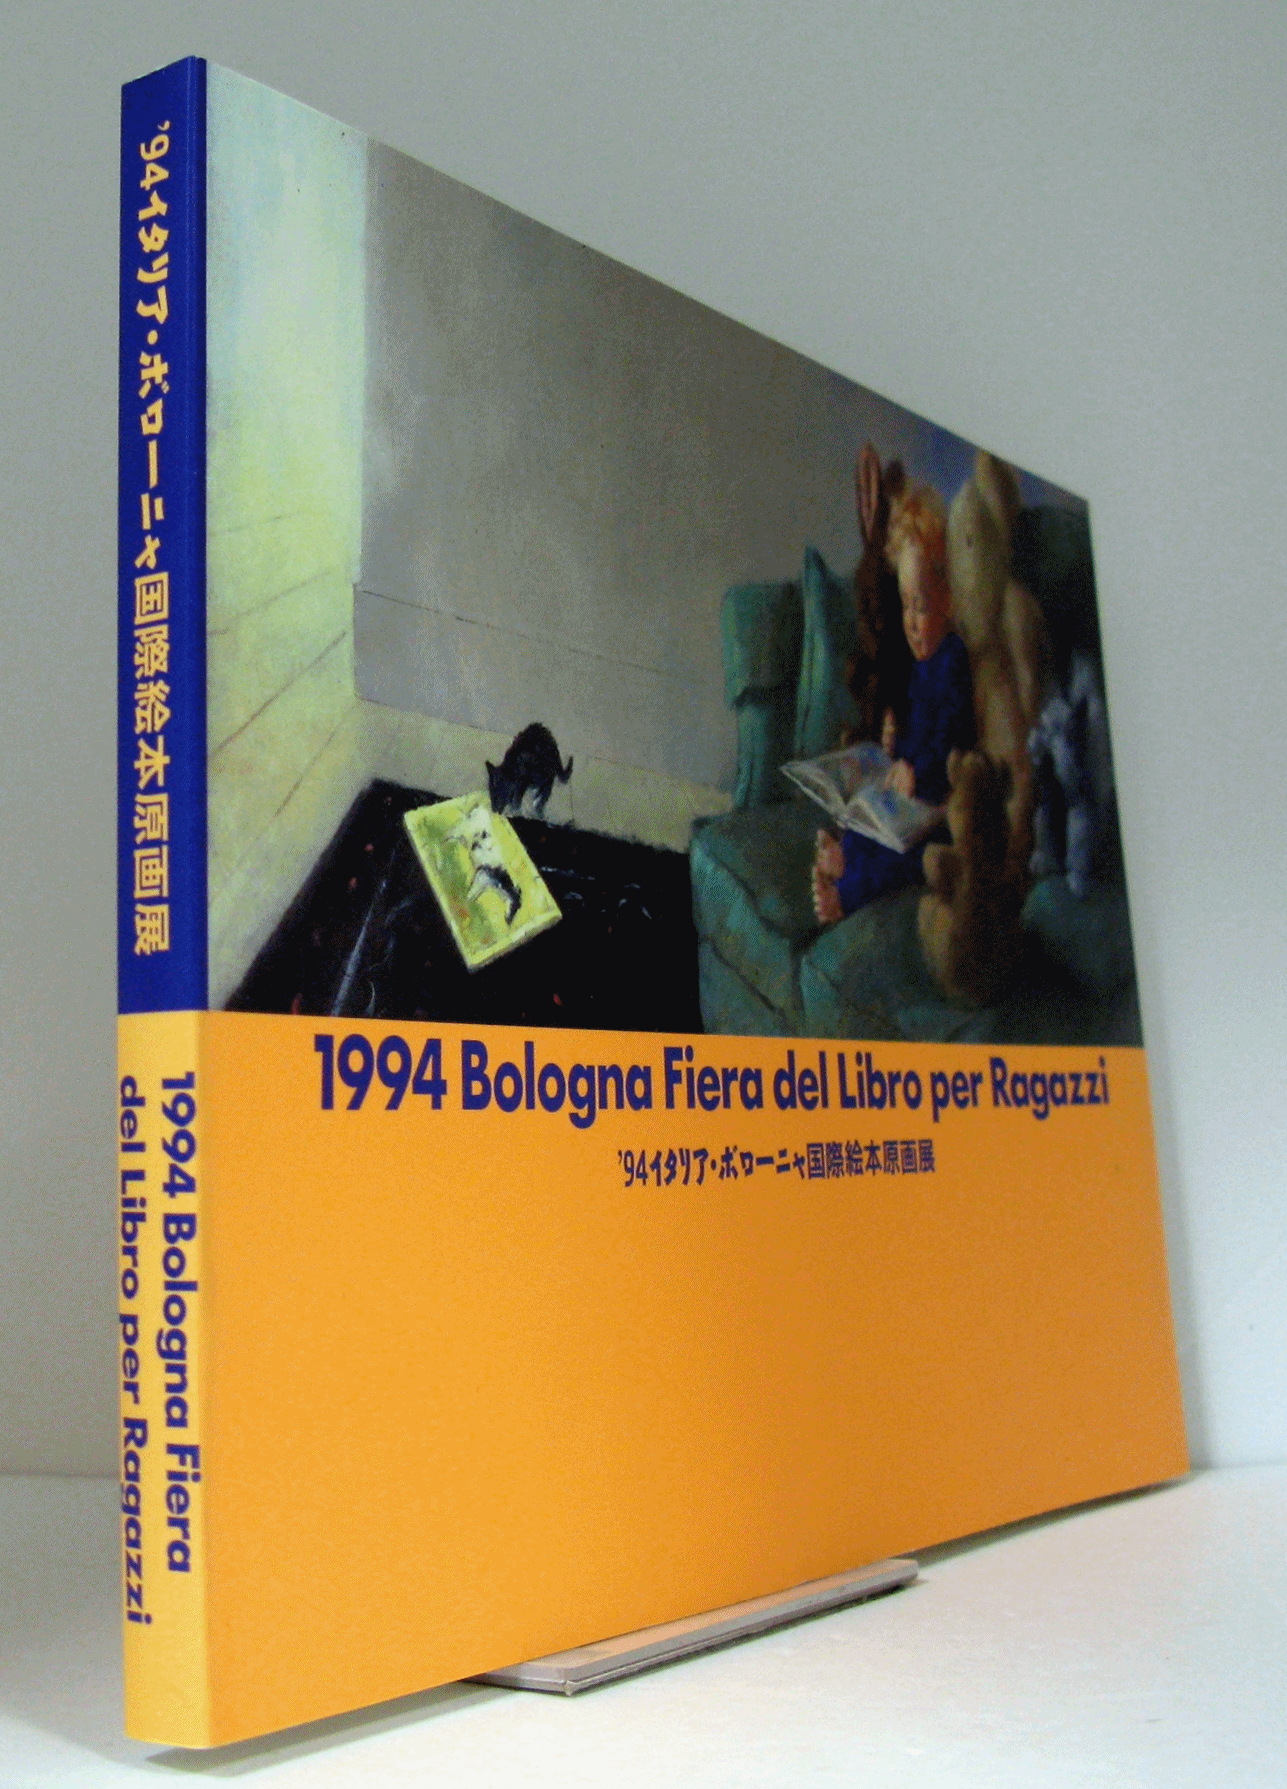 '94イタリア・ボローニャ国際絵本原画展
1994 Bologna Fiera
del Libro per Ragazzi
1994 Bologna Fiera del Libro per Ragazzi
'94イタリア・ボローニャ国際絵本原画展